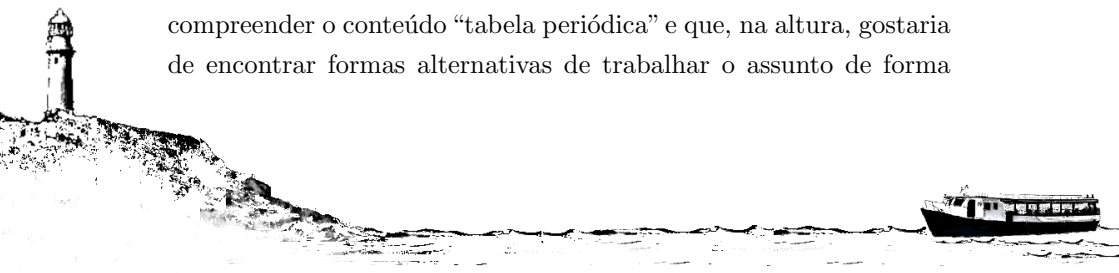 compreender o conteúdo “tabela periódica” e que, na altura, gostaria
de encontrar formas alternativas de trabalhar o assunto de forma